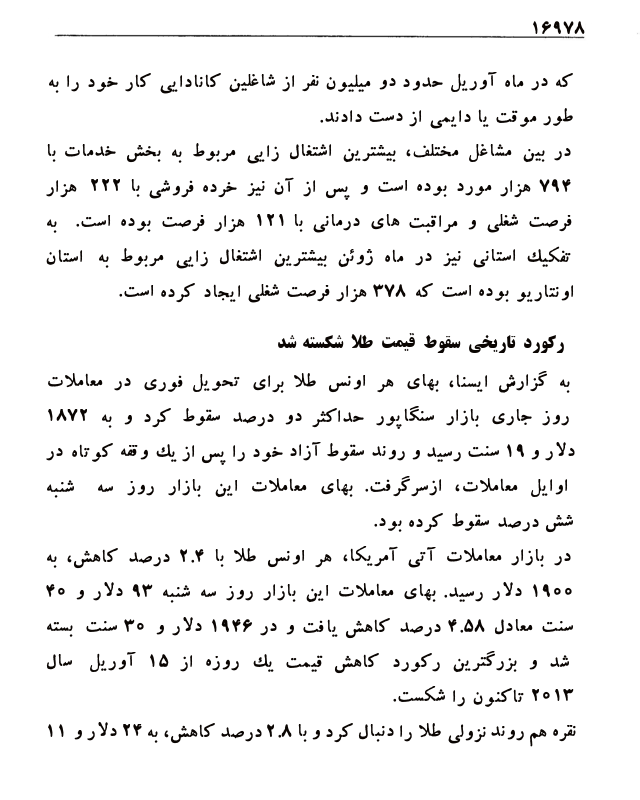 ۱۶۹۷۸
که در ماه آوریل حدود دو میلیون نفر از شاغلین کانادایی کار خود را به
طور موقت یا دایمی از دست دادند.
در بین مشاغل مختلف، بیشترین اشتغال زایی مربوط به بخش خدمات با
۷۹۴ هزار مورد بوده است و پس از آن نیز خرده فروشی با ۲۲۲ هزار
فرصت شغلی و مراقبت های درمانی با ۱۲۱ هزار فرصت بوده است. به
تفکیك استانی نیز در ماه ژوئن بیشترین اشتغال زایی مربوط به استان
اونتاریو بوده است که ۳۷۸ هزار فرصت شغلی ایجاد کرده است.
رکورد تاریخی سقوط قیمت طلا شکسته شد
به گزارش ایسنا، بهای هر اونس طلا برای تحویل فوری در معاملات
روز جاری بازار سنگاپور حداکثر دو درصد سقوط کرد و به ۱۸۷۲
دلار و ۱۹ سنت رسید و روند سقوط آزاد خود را پس از یك وقفه کوتاه در
اوایل معاملات، ازسرگرفت. بهای معاملات این بازار روز سه شنبه
شش درصد سقوط کرده بود.
در بازار معاملات آتی آمریکا، هر اونس طلا با ۲.۴ درصد کاهش، به
۱۹۰۰ دلار رسید. بهای معاملات این بازار روز سه شنبه ۹۳ دلار و ۴۰
سنت معادل ۴.۵۸ درصد کاهش یافت و در ۱۹۴۶ دلار و ۳۰ سنت بسته
شد و بزرگترین رکورد کاهش قیمت یك روزه از ۱۵ آوریل سال
۲۰۱۳ تاکنون را شکست.
نقره هم روند نزولی طلا را دنبال کرد و با ۲.۸ درصد کاهش، به ۲۴ دلار و ۱۱